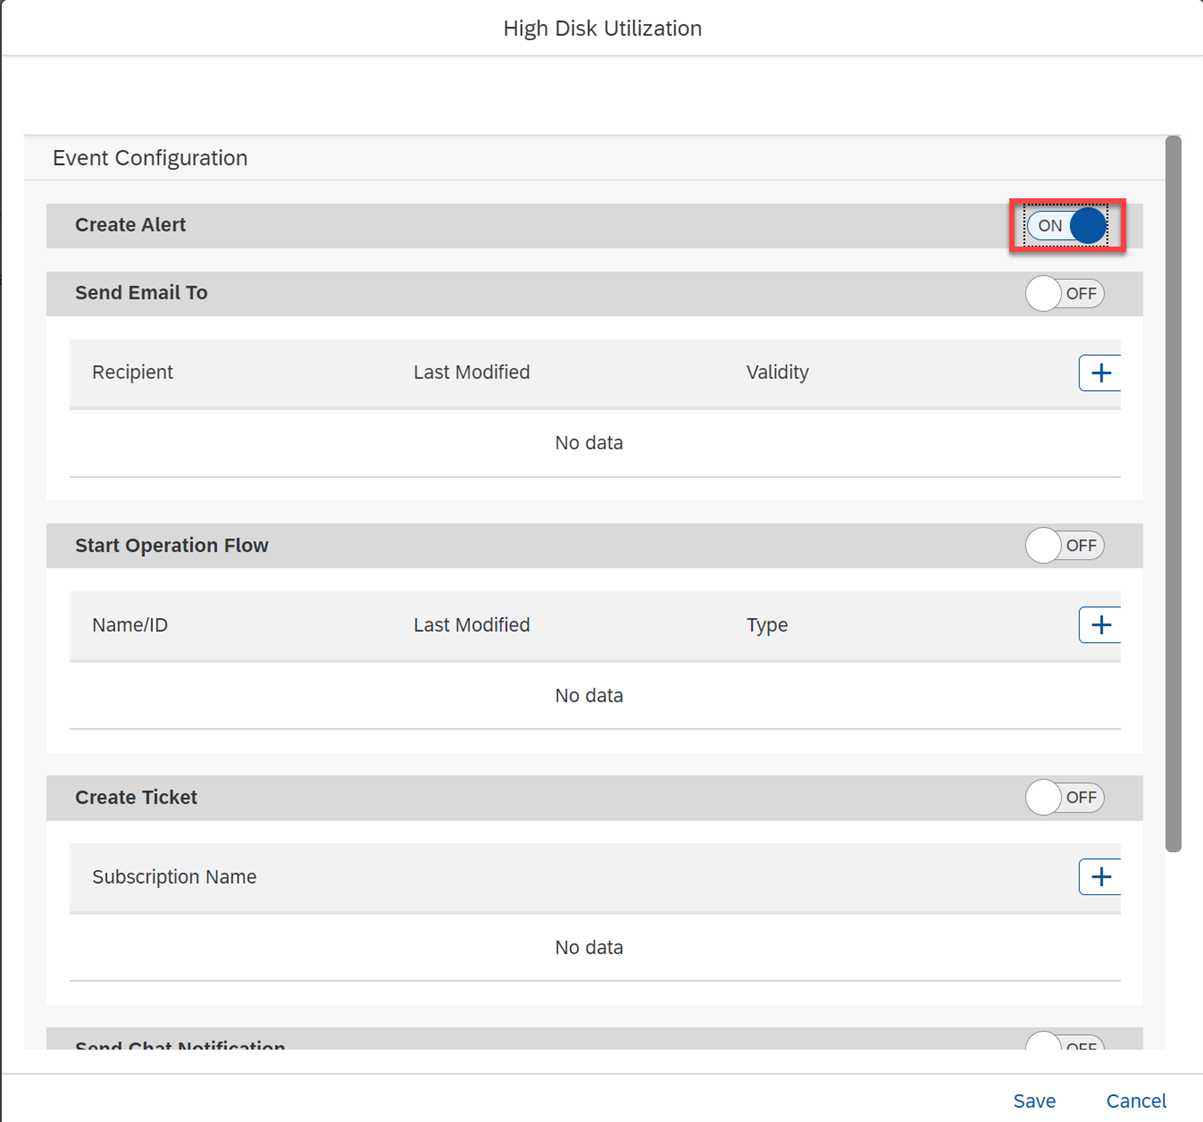 High Disk Utilization
Event Configuration
Create Alert ON
Send Email To OFF
Recipient Last Modified Validity
No data
Start Operation Flow OFF
Name/ID Last Modified Type
No data
Create Ticket OFF
Subscription Name
No data
Send Chat Notification OFF
Save Cancel